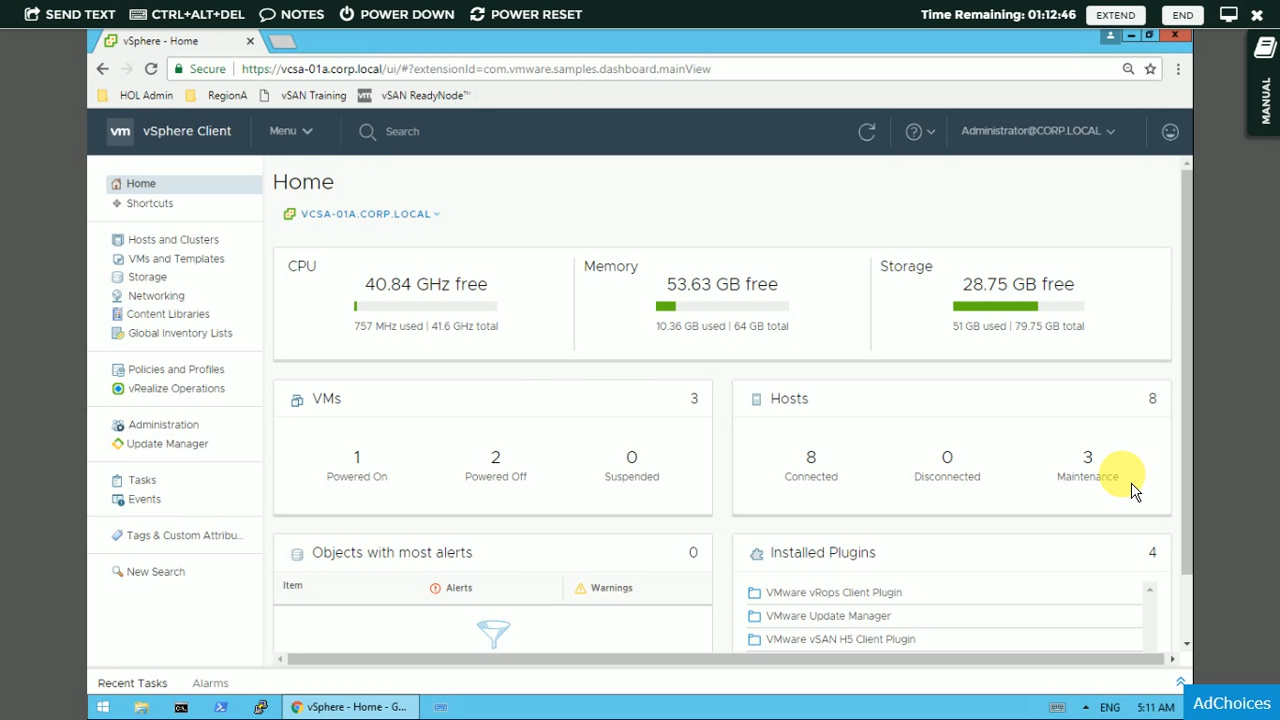 SEND TEXT CTRL+ALT+DEL NOTES POWER DOWN POWER RESET Time Remaining: 01:12:46 EXTEND END
MANUAL
vSphere - Home
Secure https://vcsa-01a.corp.local/ui/#?extensionId=com.vmware.samples.dashboard.mainView
HOL Admin RegionA vSAN Training vm vSAN ReadyNode™
vm vSphere Client Menu Search Administrator@CORP.LOCAL
Home
Shortcuts
Hosts and Clusters
VMs and Templates
Storage
Networking
Content Libraries
Global Inventory Lists
Policies and Profiles
vRealize Operations
Administration
Update Manager
Tasks
Events
Tags & Custom Attribu...
New Search
Home
VCSA-01A.CORP.LOCAL
CPU
40.84 GHz free
757 MHz used | 41.6 GHz total
Memory
53.63 GB free
10.36 GB used | 64 GB total
Storage
28.75 GB free
51 GB used | 79.75 GB total
VMs 3
1 2 0
Powered On Powered Off Suspended
Hosts 8
8 0 3
Connected Disconnected Maintenance
Objects with most alerts 0
Item Alerts Warnings
Installed Plugins 4
VMware vRops Client Plugin
VMware Update Manager
VMware vSAN H5 Client Plugin
Recent Tasks Alarms
vSphere - Home - G... ENG 5:11 AM
AdChoices